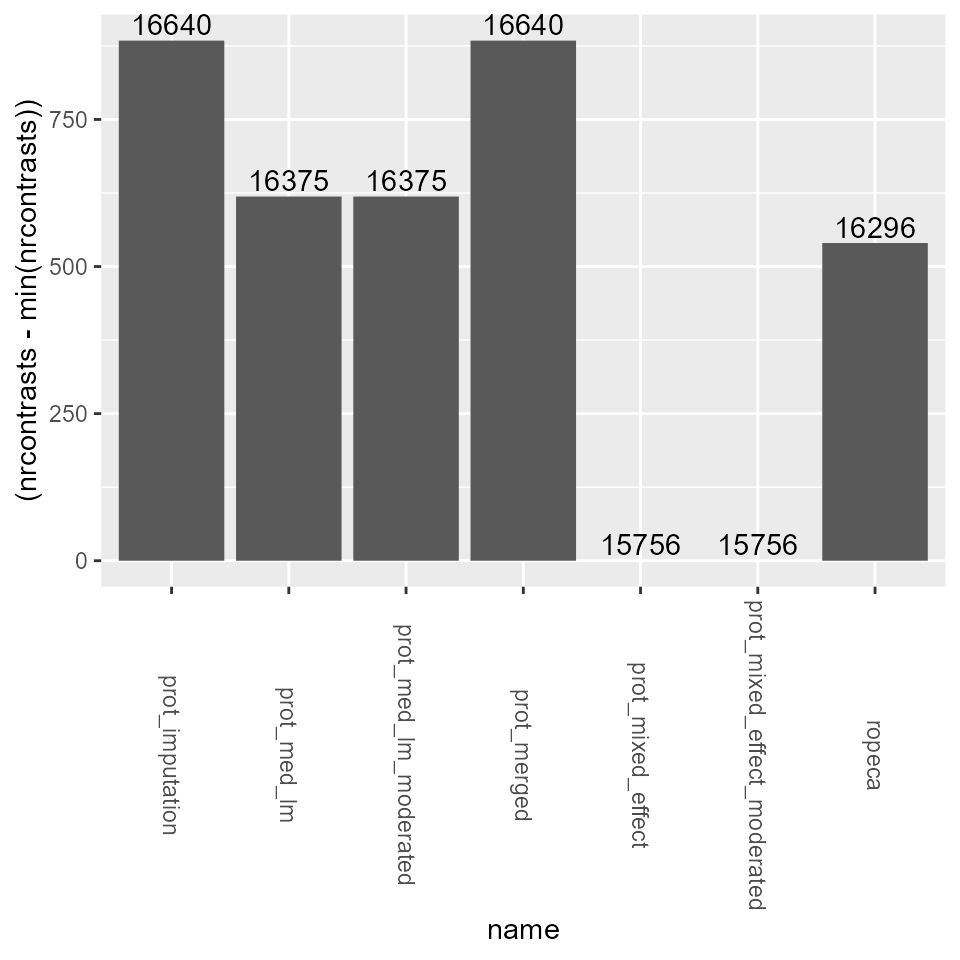 (nrcontrasts - min(nrcontrasts))
750
500
250
0
16640
16375
16375
16640
15756
15756
16296
prot_imputation
prot_med_lm
prot_med_lm_moderated
prot_merged
prot_mixed_effect
prot_mixed_effect_moderated
ropeca
name